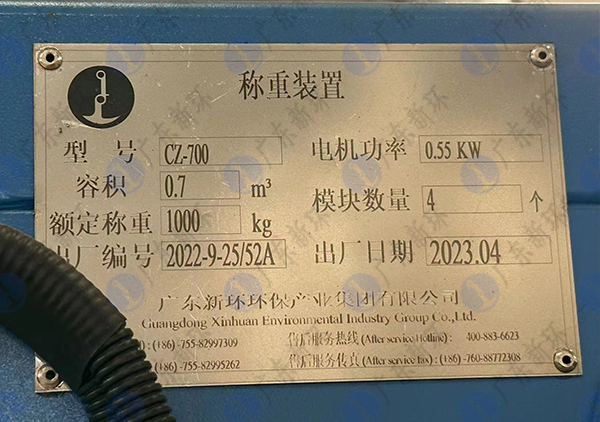 称重装置
型号 CZ-700 电机功率 0.55 KW
容积 0.7 m³ 模块数量 4 个
额定称重 1000 kg
出厂编号 2022-9-25/52A 出厂日期 2023.04
广东新环环保产业集团有限公司
Guangdong Xinhuan Environmental Industry Group Co.,Ltd.
: (+86) -755-82997309 售后服务热线 (After service Hotline) : 400-883-6623
: (+86) -755-82995262 售后服务传真 (After service fax) : (+86) -760-88772308
广东新环